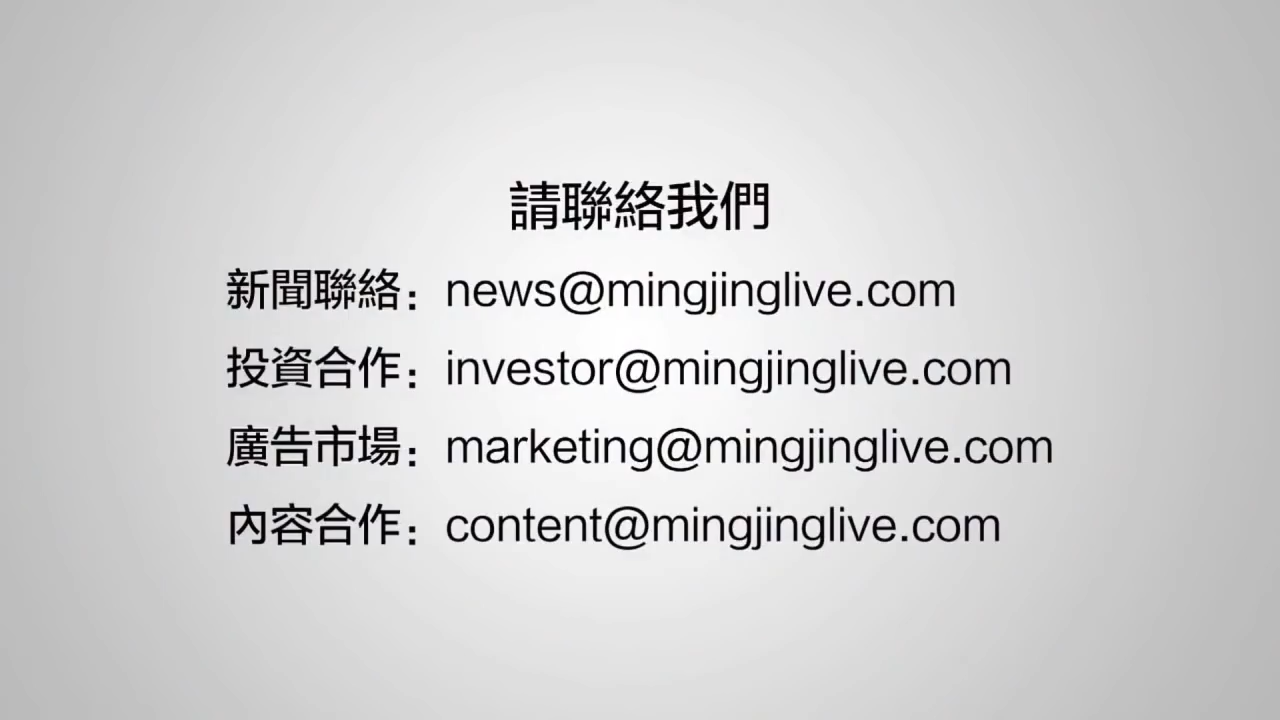 請聯絡我們
新聞聯絡：news@mingjinglive.com
投資合作：investor@mingjinglive.com
廣告市場：marketing@mingjinglive.com
內容合作：content@mingjinglive.com